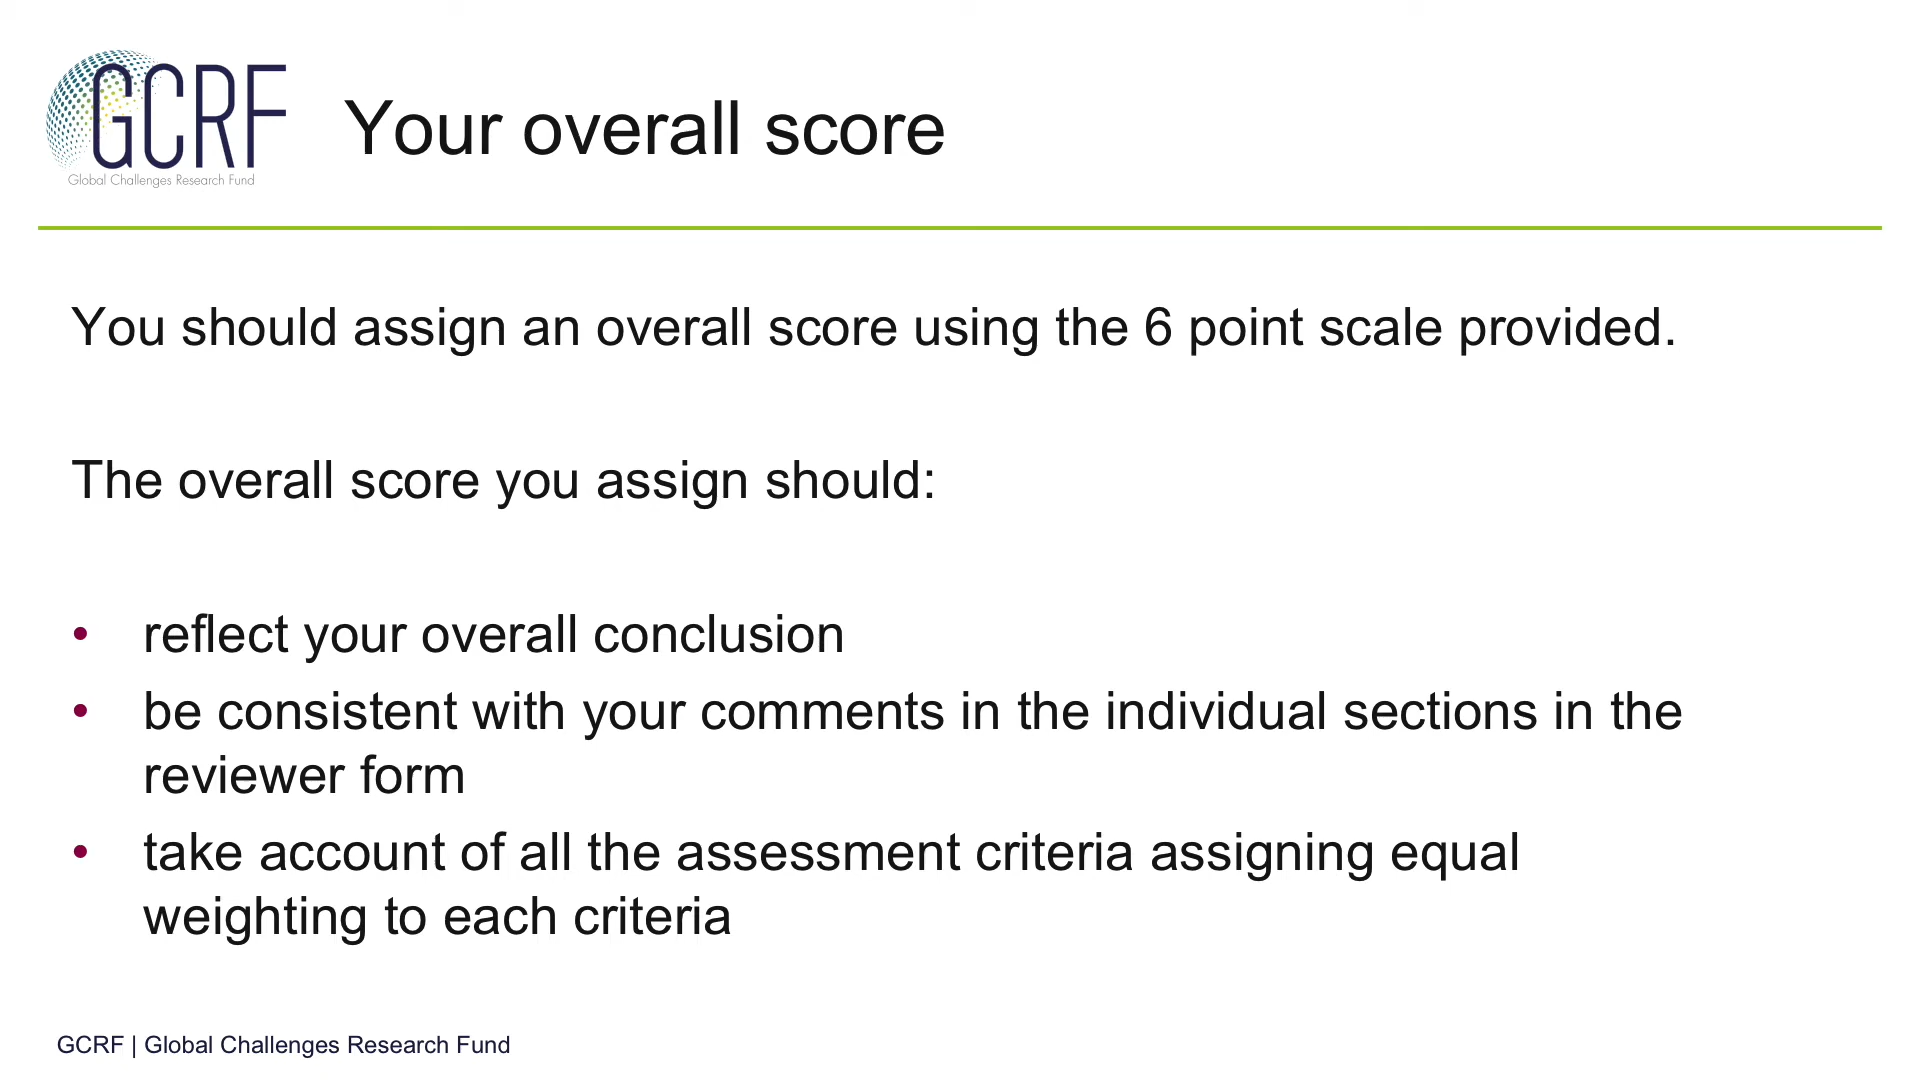 GCRF
Global Challenges Research Fund
Your overall score
You should assign an overall score using the 6 point scale provided.
The overall score you assign should:
• reflect your overall conclusion
• be consistent with your comments in the individual sections in the
reviewer form
• take account of all the assessment criteria assigning equal
weighting to each criteria
GCRF | Global Challenges Research Fund